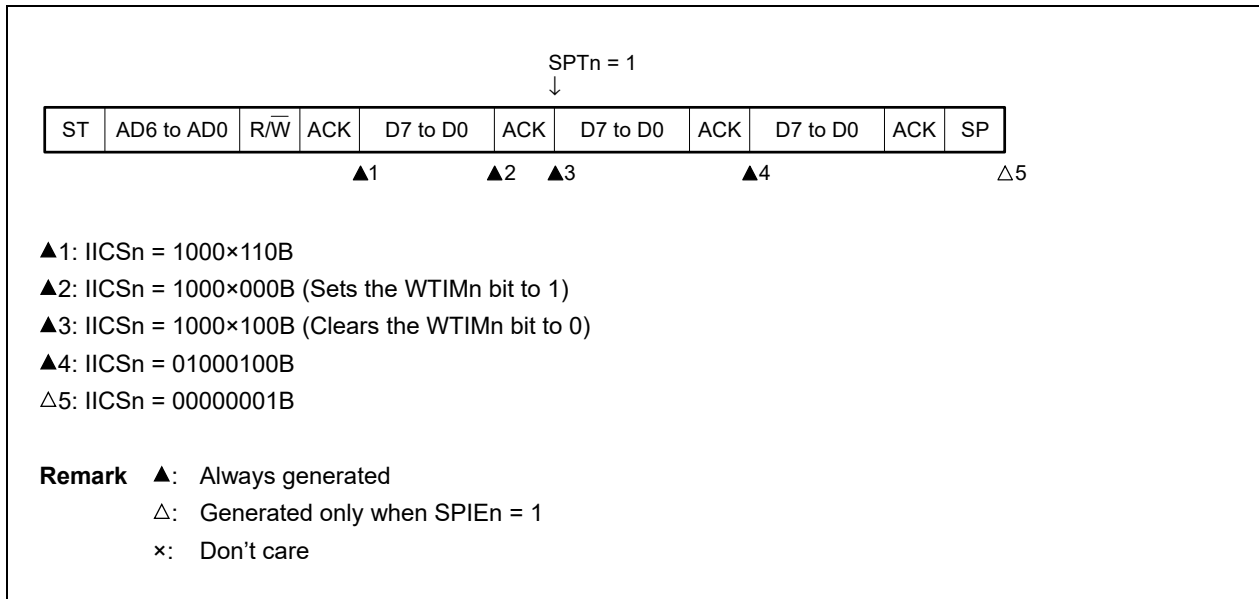 SPTn = 1
↓
ST AD6 to AD0 R/W̅ ACK D7 to D0 ACK D7 to D0 ACK D7 to D0 ACK SP
▲1 ▲2 ▲3 ▲4 △5
▲1: IICSn = 1000×110B
▲2: IICSn = 1000×000B (Sets the WTIMn bit to 1)
▲3: IICSn = 1000×100B (Clears the WTIMn bit to 0)
▲4: IICSn = 01000100B
△5: IICSn = 00000001B
Remark ▲: Always generated
△: Generated only when SPIEn = 1
×: Don't care